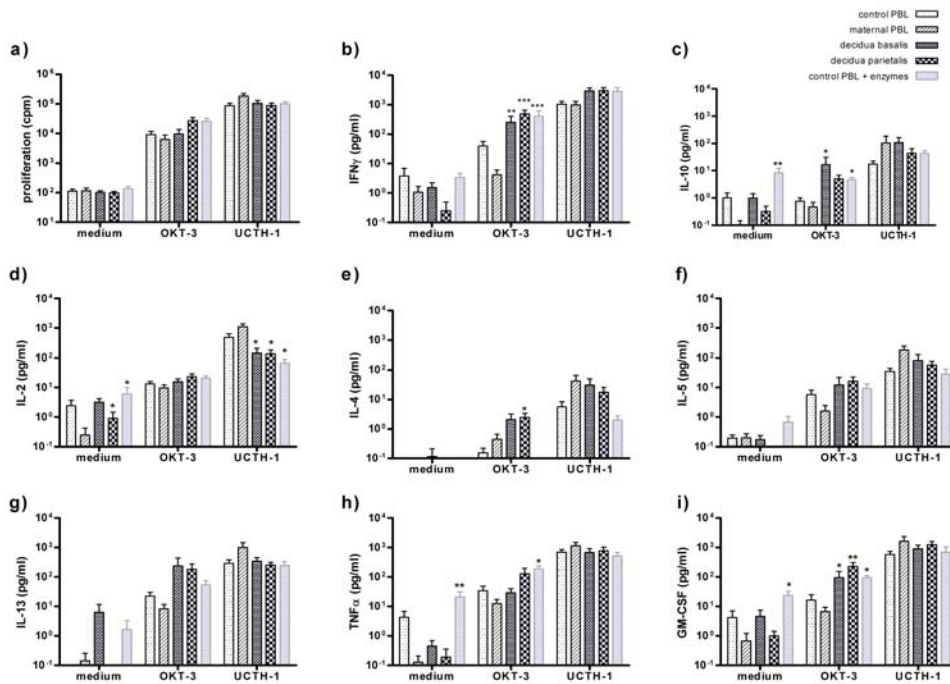 control PBL
maternal PBL
decidua basalis
decidua parietalis
control PBL + enzymes
a)
proliferation (cpm)
10⁶
10⁵
10⁴
10³
10²
10¹
medium OKT-3 UCTH-1
b)
IFNγ (pg/ml)
10⁴
10³
10²
10¹
10⁰
10⁻¹
** *** ***
medium OKT-3 UCTH-1
c)
IL-10 (pg/ml)
10⁴
10³
10²
10¹
10⁰
10⁻¹
** * *
medium OKT-3 UCTH-1
d)
IL-2 (pg/ml)
10⁴
10³
10²
10¹
10⁰
10⁻¹
* * * * *
medium OKT-3 UCTH-1
e)
IL-4 (pg/ml)
10⁴
10³
10²
10¹
10⁰
10⁻¹
*
medium OKT-3 UCTH-1
f)
IL-5 (pg/ml)
10⁴
10³
10²
10¹
10⁰
10⁻¹
medium OKT-3 UCTH-1
g)
IL-13 (pg/ml)
10⁴
10³
10²
10¹
10⁰
10⁻¹
medium OKT-3 UCTH-1
h)
TNFα (pg/ml)
10⁴
10³
10²
10¹
10⁰
10⁻¹
** *
medium OKT-3 UCTH-1
i)
GM-CSF (pg/ml)
10⁴
10³
10²
10¹
10⁰
10⁻¹
* * ** *
medium OKT-3 UCTH-1